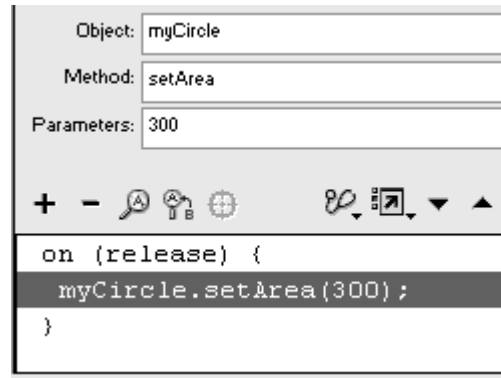 Object: myCircle
Method: setArea
Parameters: 300
on (release) {
myCircle.setArea(300);
}